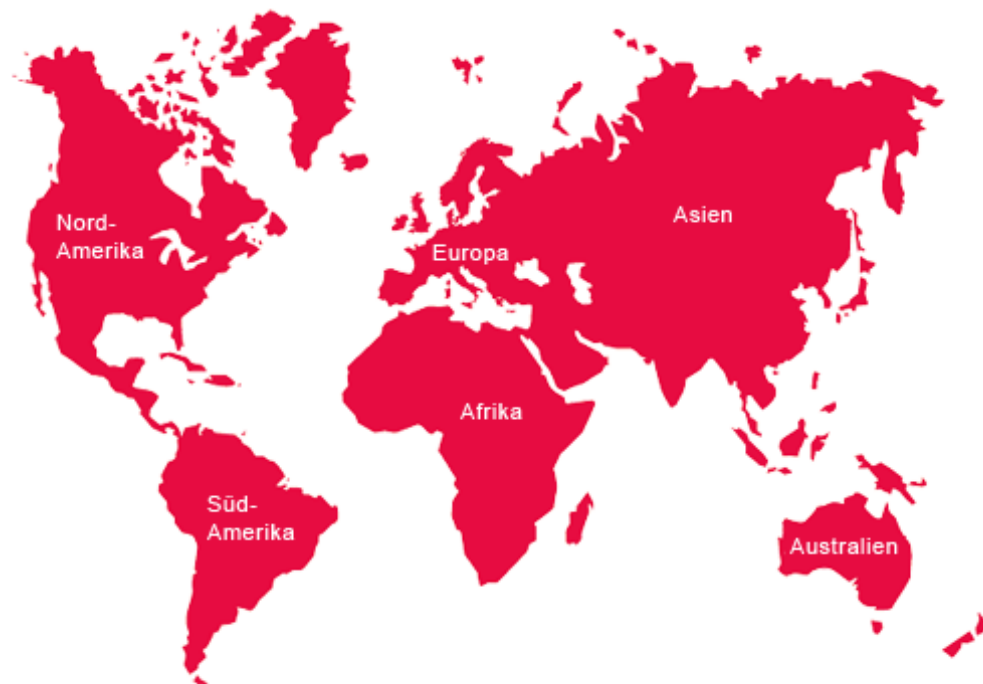 Nord-
Amerika
Europa
Asien
Afrika
Süd-
Amerika
Australien